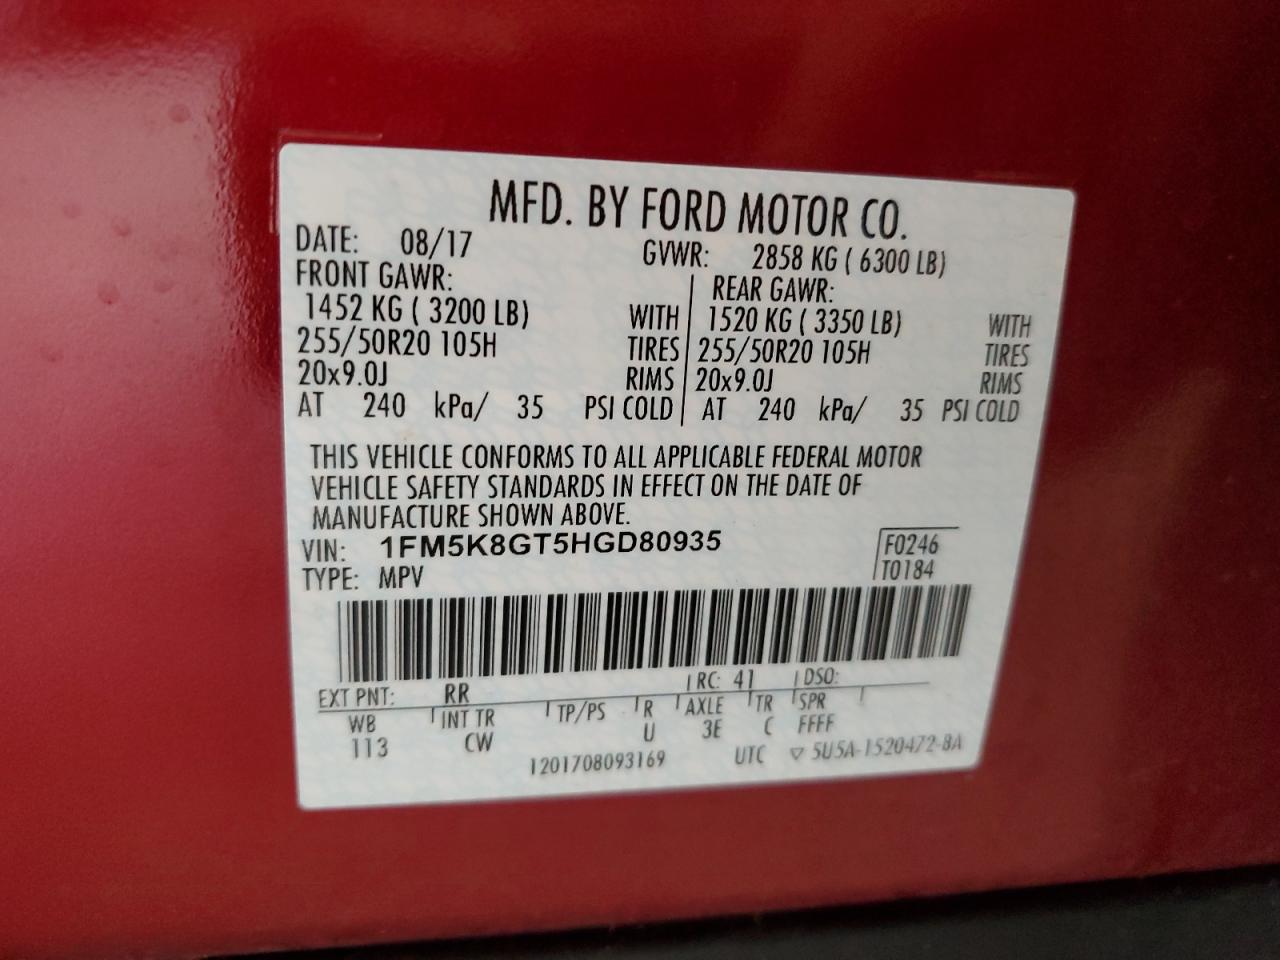 MFD. BY FORD MOTOR CO.
DATE: 08/17 GVWR: 2858 KG ( 6300 LB)
FRONT GAWR: REAR GAWR:
1452 KG ( 3200 LB) WITH 1520 KG ( 3350 LB) WITH
255/50R20 105H TIRES 255/50R20 105H TIRES
20x9.0J RIMS 20x9.0J RIMS
AT 240 kPa/ 35 PSI COLD AT 240 kPa/ 35 PSI COLD
THIS VEHICLE CONFORMS TO ALL APPLICABLE FEDERAL MOTOR
VEHICLE SAFETY STANDARDS IN EFFECT ON THE DATE OF
MANUFACTURE SHOWN ABOVE.
VIN: 1FM5K8GT5HGD80935 F0246
TYPE: MPV T0184
EXT PNT: RR RC: 41 DSO:
WB INT TR TP/PS R AXLE TR SPR
113 CW U 3E C FFFF
1201708093169 UTC ▽ 5U5A-1520472-BA